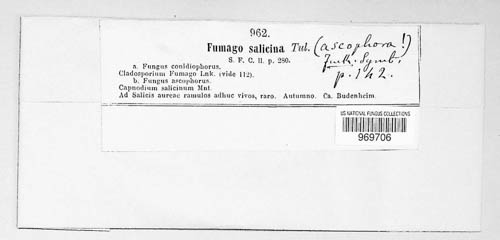 962.
Fumago salicina Tul. (ascophora!)
S. F. C. II. p. 280.
Fuck. Symb.
p. 142.
a. Fungus conidiophorus.
Cladosporium Fumago Lnk. (vide 112).
b. Fungus ascophorus.
Capnodium salicinum Mnt.
Ad Salicis aureae ramulos adhuc vivos, raro. Autumno. Ca. Budenheim.
US NATIONAL FUNGUS COLLECTIONS
969706